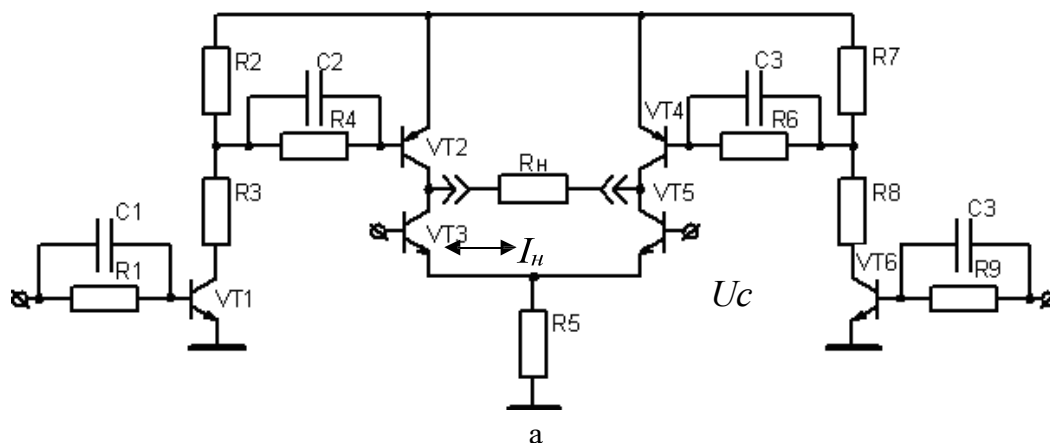 R2
C2
C3
R7
R4
VT4
R6
VT2
Rн
R3
VT5
R8
C1
VT3
Iн
C3
R1
VT1
Uc
VT6
R9
R5
а